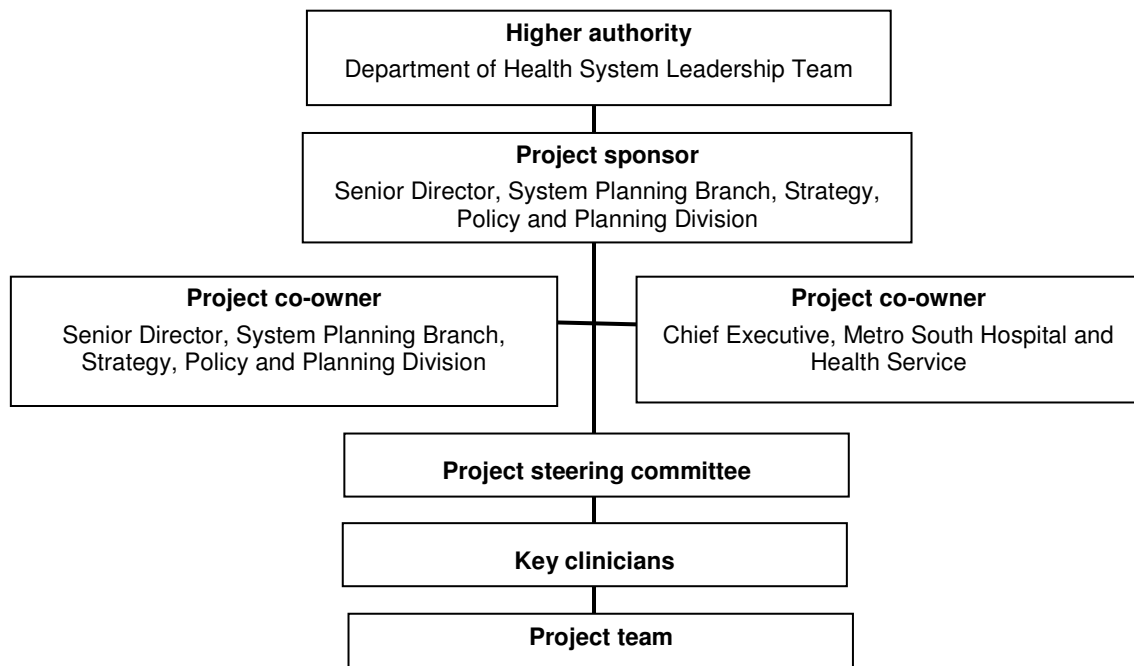 Higher authority
Department of Health System Leadership Team
Project sponsor
Senior Director, System Planning Branch, Strategy,
Policy and Planning Division
Project co-owner
Senior Director, System Planning Branch,
Strategy, Policy and Planning Division
Project co-owner
Chief Executive, Metro South Hospital and
Health Service
Project steering committee
Key clinicians
Project team